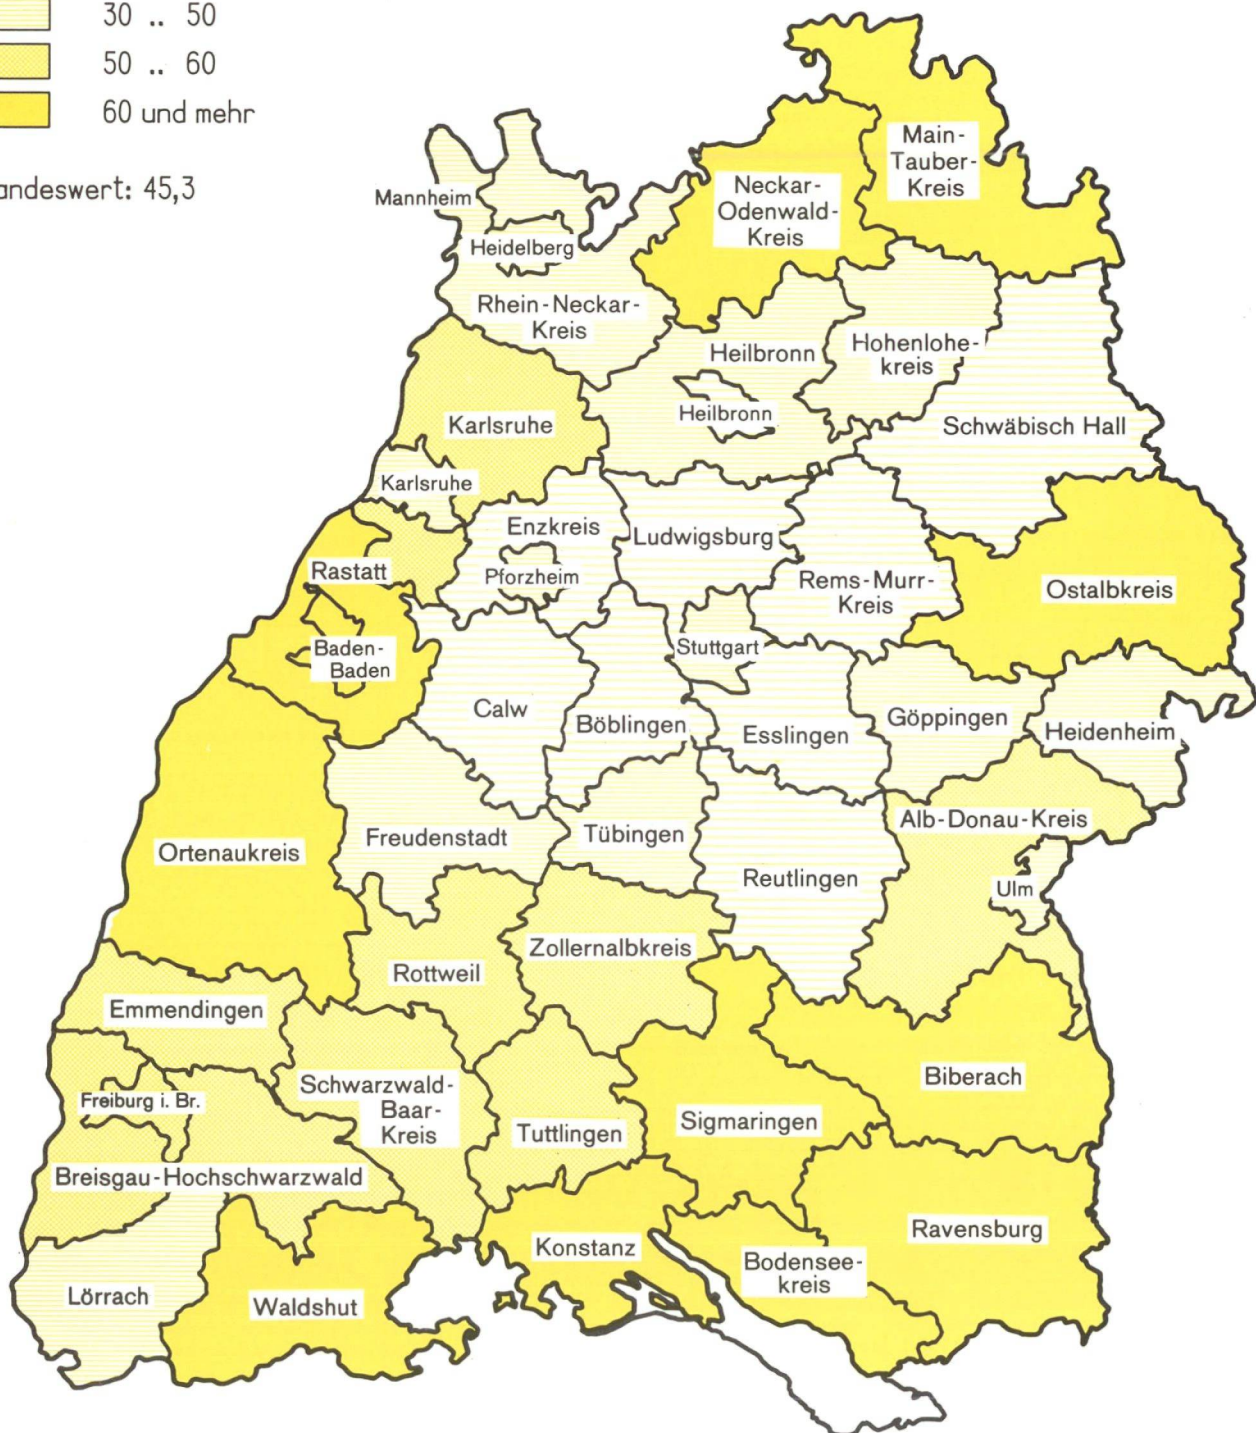 30 .. 50
50 .. 60
60 und mehr
andeswert: 45,3
Main-
Tauber-
Kreis
Neckar-
Odenwald-
Kreis
Mannheim
Heidelberg
Rhein-Neckar-
Kreis
Heilbronn
Hohenlohe-
kreis
Heilbronn
Karlsruhe
Schwäbisch Hall
Karlsruhe
Enzkreis
Ludwigsburg
Rastatt
Pforzheim
Rems-Murr-
Kreis
Ostalbkreis
Baden-
Baden
Stuttgart
Calw
Böblingen
Esslingen
Göppingen
Heidenheim
Alb-Donau-Kreis
Freudenstadt
Tübingen
Ortenaukreis
Reutlingen
Ulm
Zollernalbkreis
Rottweil
Emmendingen
Biberach
Schwarzwald-
Baar-
Kreis
Freiburg i. Br.
Sigmaringen
Tuttlingen
Breisgau-Hochschwarzwald
Ravensburg
Konstanz
Bodensee-
kreis
Lörrach
Waldshut